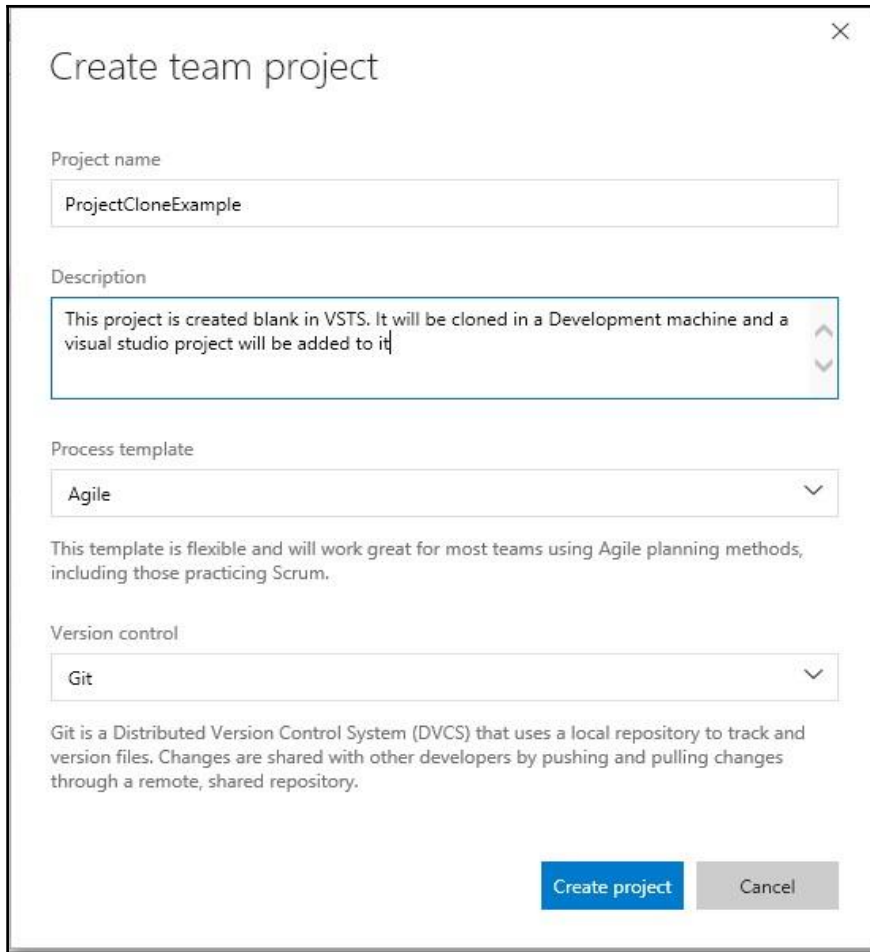 Create team project
Project name
ProjectCloneExample
Description
This project is created blank in VSTS. It will be cloned in a Development machine and a
visual studio project will be added to it
Process template
Agile
This template is flexible and will work great for most teams using Agile planning methods,
including those practicing Scrum.
Version control
Git
Git is a Distributed Version Control System (DVCS) that uses a local repository to track and
version files. Changes are shared with other developers by pushing and pulling changes
through a remote, shared repository.
Create project
Cancel